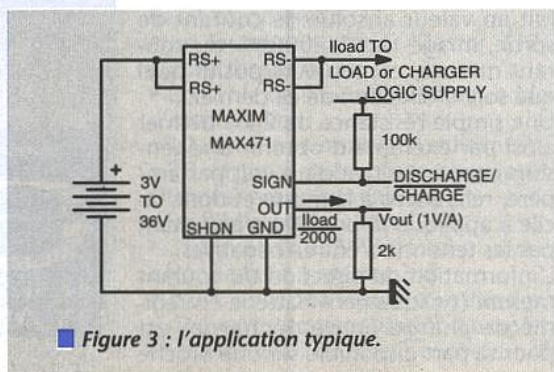 RS+
RS-
Iload TO
RS+
RS-
LOAD or CHARGER
LOGIC SUPPLY
MAXIM
MAX471
100k
+
3V
TO
36V
SIGN
DISCHARGE/
CHARGE
OUT
Iload
2000
Vout (1V/A)
SHDN
GND
2k
Figure 3 : l'application typique.